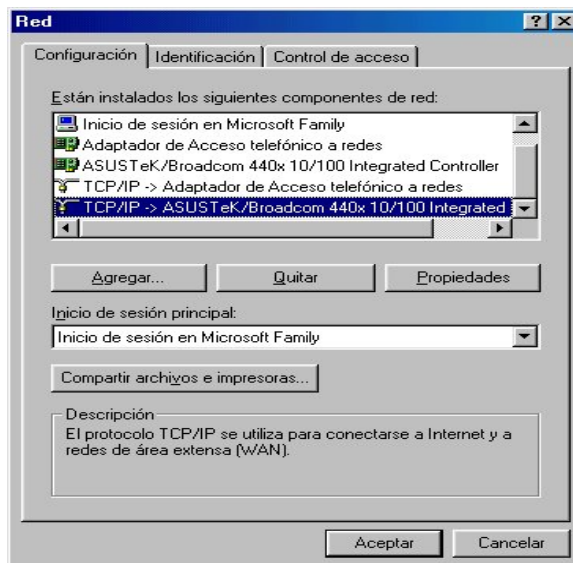 Red
Configuración Identificación Control de acceso
Están instalados los siguientes componentes de red:
Inicio de sesión en Microsoft Family
Adaptador de Acceso telefónico a redes
ASUSTeK/Broadcom 440x 10/100 Integrated Controller
TCP/IP -> Adaptador de Acceso telefónico a redes
TCP/IP -> ASUSTeK/Broadcom 440x 10/100 Integrated
Agregar... Quitar Propiedades
Inicio de sesión principal:
Inicio de sesión en Microsoft Family
Compartir archivos e impresoras...
Descripción
El protocolo TCP/IP se utiliza para conectarse a Internet y a
redes de área extensa (WAN).
Aceptar Cancelar